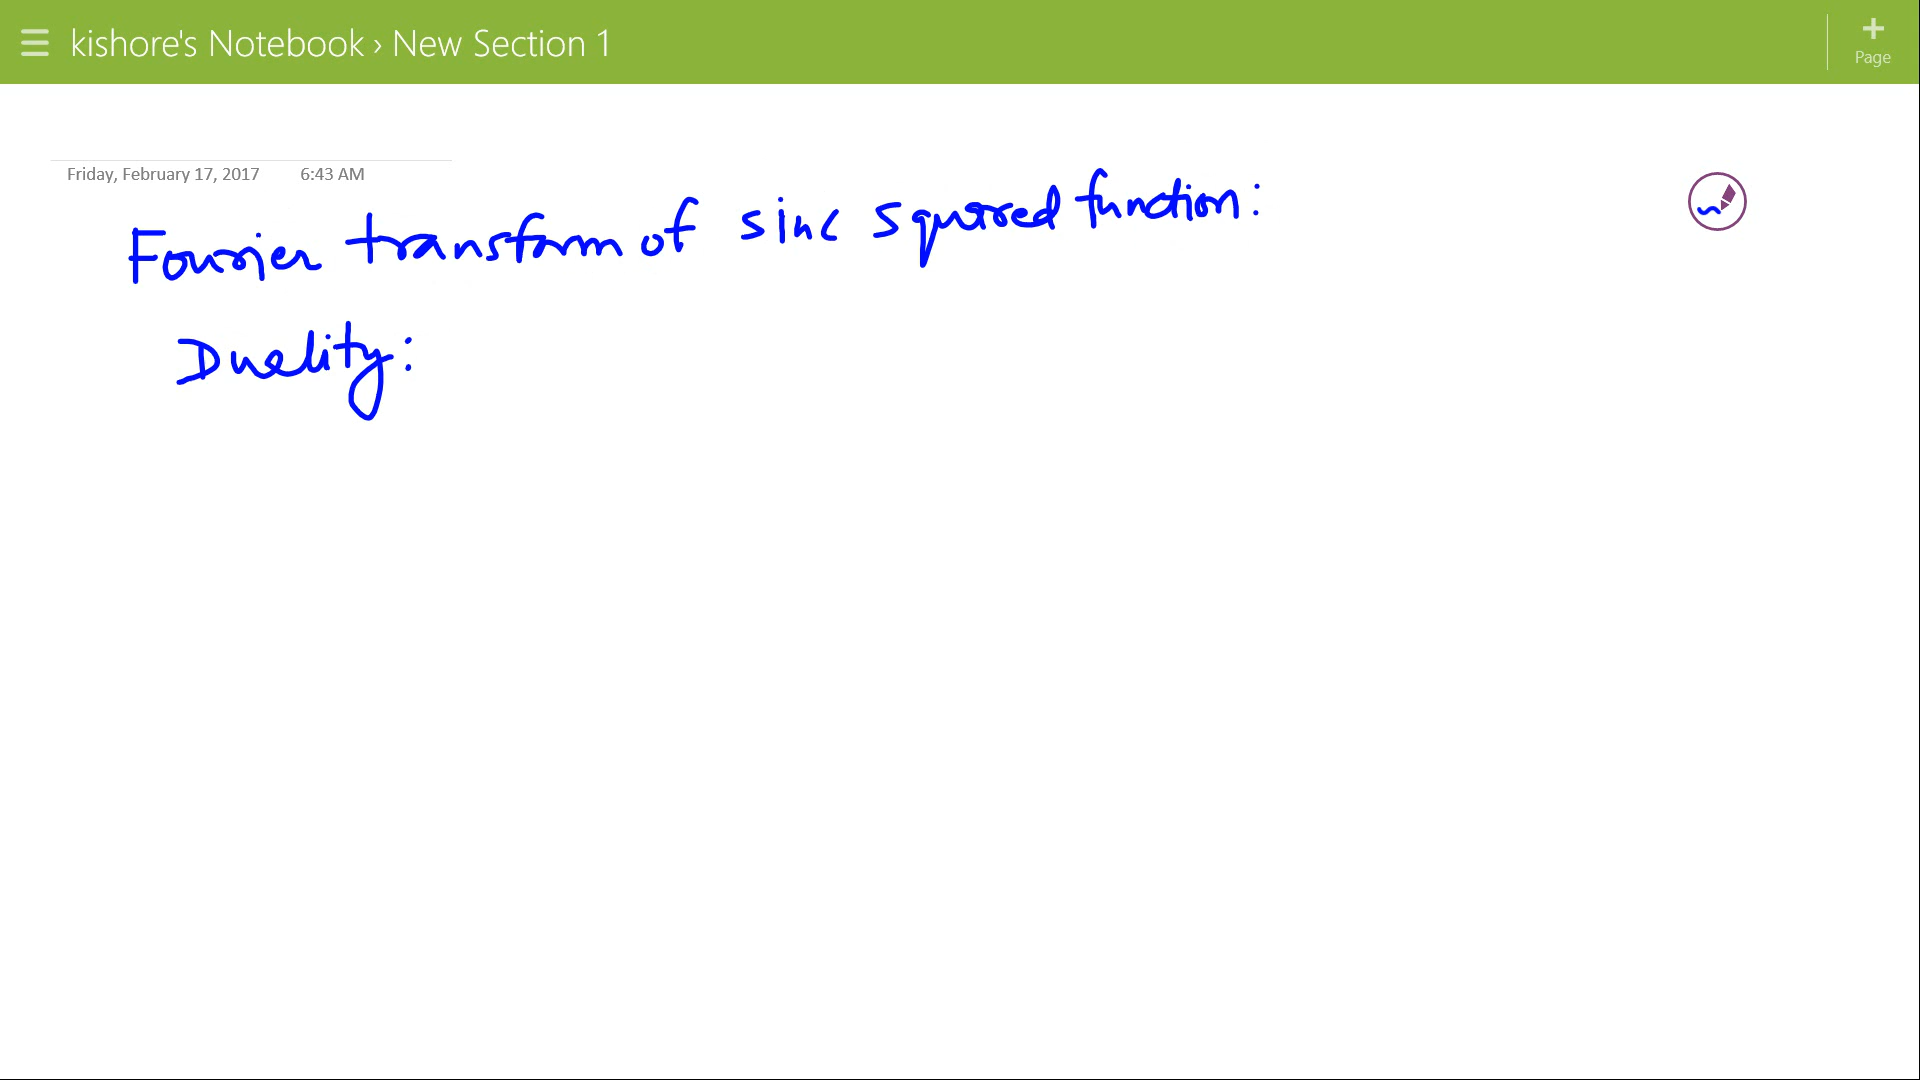 kishore's Notebook › New Section 1
Page
Friday, February 17, 2017 6:43 AM
Fourier transform of sinc squared function:
Duality: